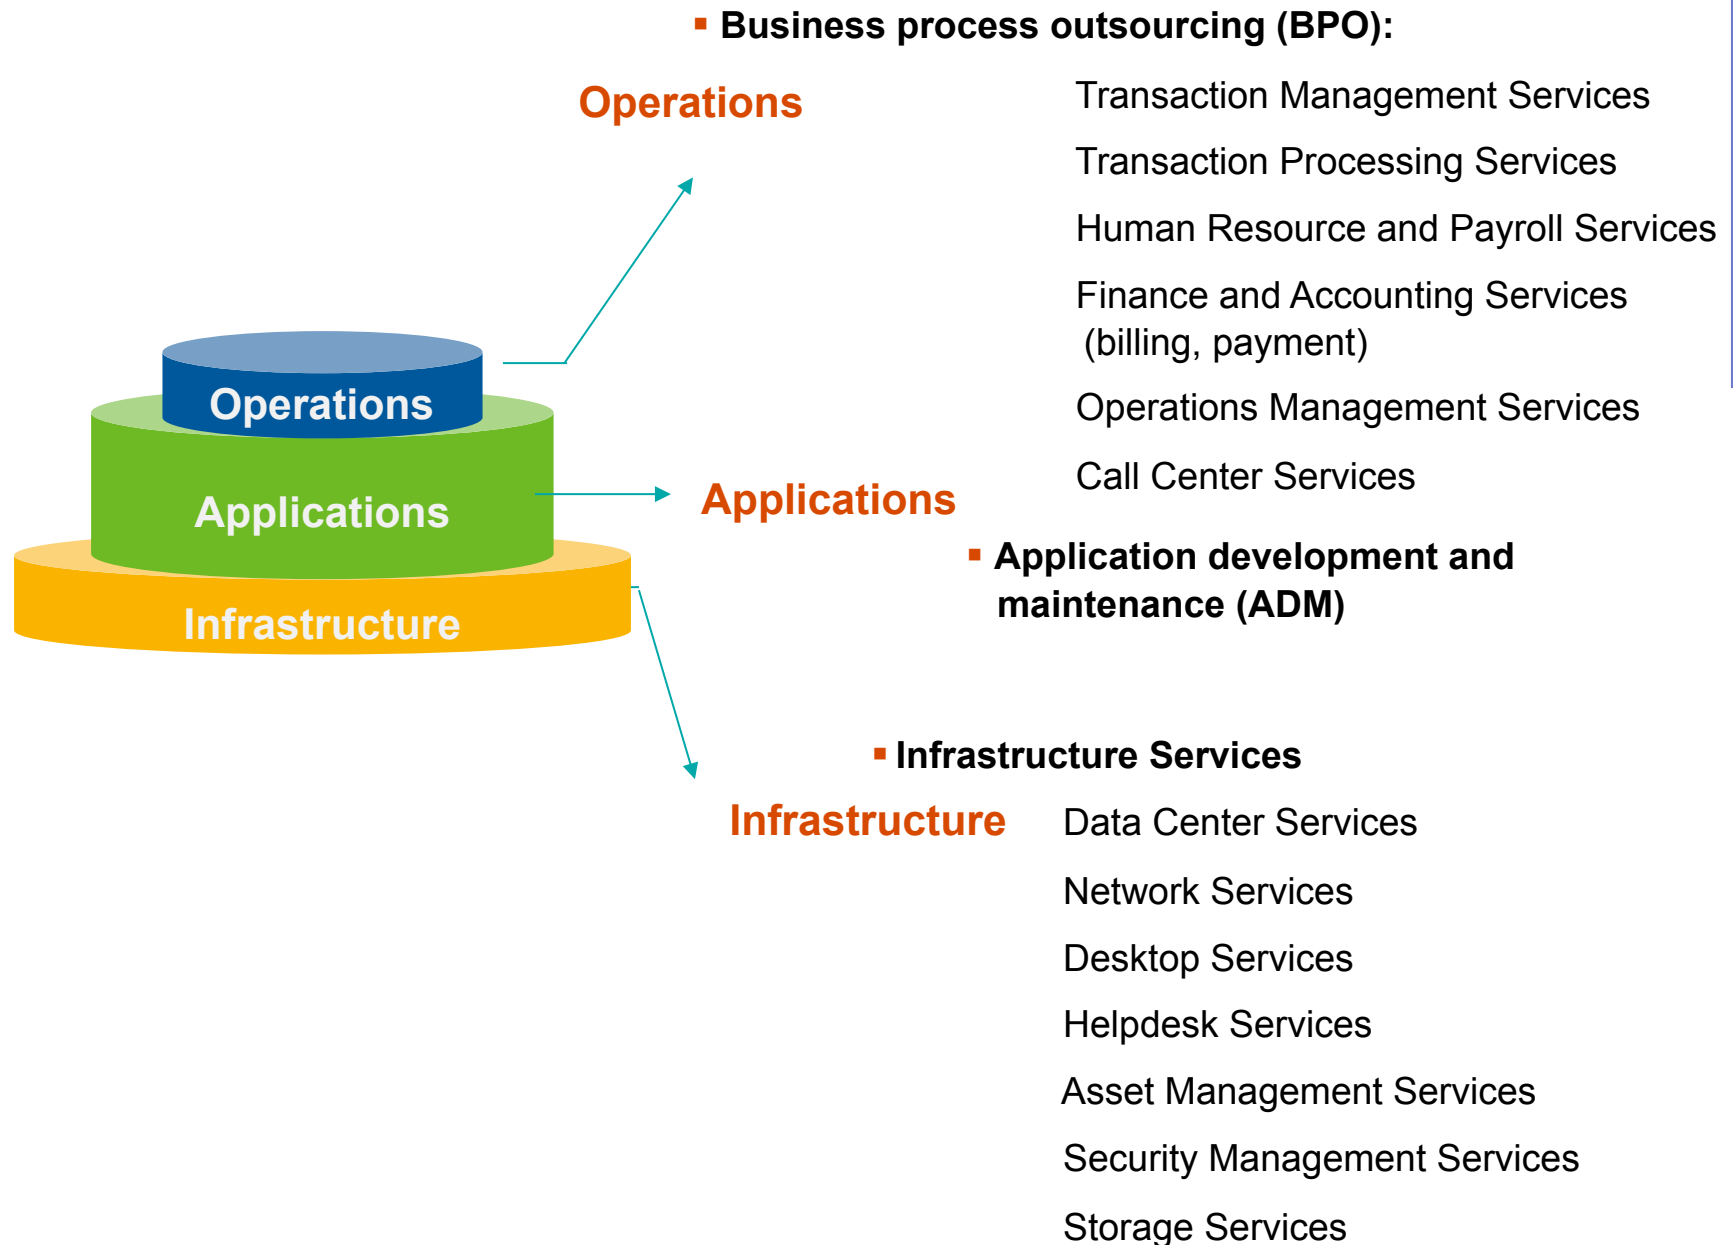 Business process outsourcing (BPO):
Operations
Transaction Management Services
Transaction Processing Services
Human Resource and Payroll Services
Finance and Accounting Services
(billing, payment)
Operations Management Services
Call Center Services
Operations
Applications
Infrastructure
Applications
Application development and
maintenance (ADM)
Infrastructure Services
Infrastructure
Data Center Services
Network Services
Desktop Services
Helpdesk Services
Asset Management Services
Security Management Services
Storage Services